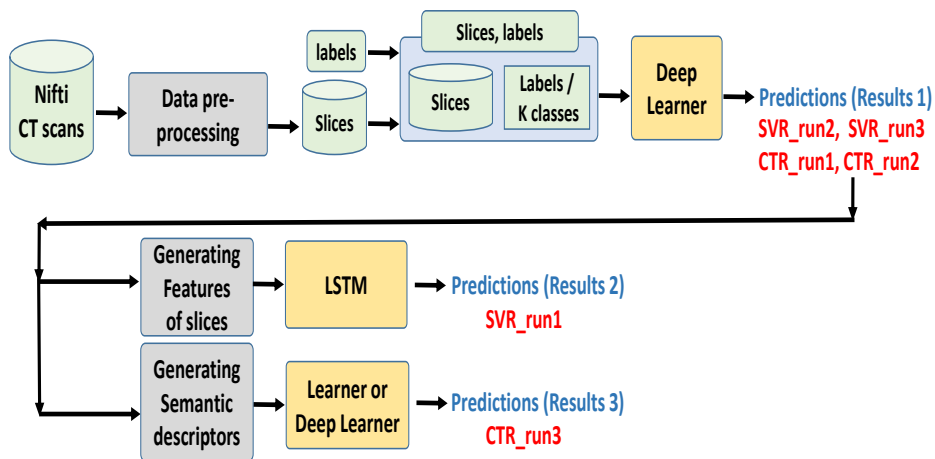 Nifti
CT scans
Data pre-
processing
labels
Slices
Slices, labels
Slices
Labels /
K classes
Deep
Learner
Predictions (Results 1)
SVR_run2, SVR_run3
CTR_run1, CTR_run2
Generating
Features
of slices
LSTM
Predictions (Results 2)
SVR_run1
Generating
Semantic
descriptors
Learner or
Deep Learner
Predictions (Results 3)
CTR_run3